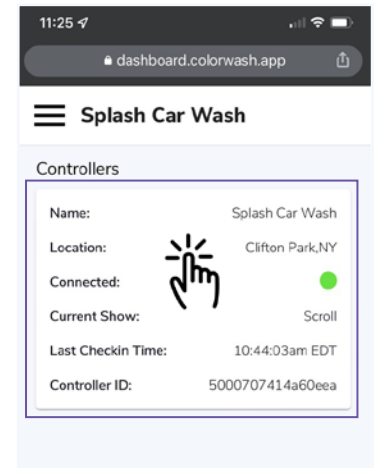 11:25
dashboard.colorwash.app
Splash Car Wash
Controllers
Name: Splash Car Wash
Location: Clifton Park,NY
Connected:
Current Show: Scroll
Last Checkin Time: 10:44:03am EDT
Controller ID: 5000707414a60eea